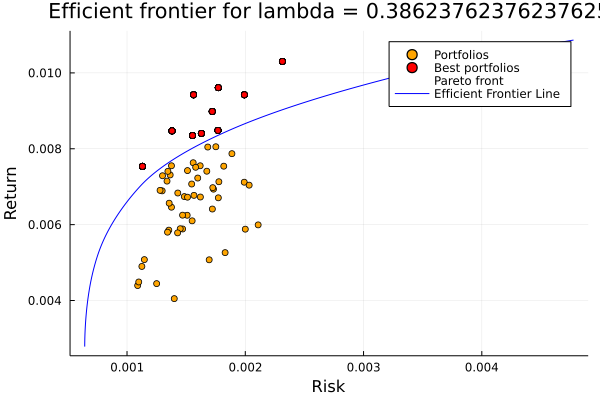 Efficient frontier for lambda = 0.3862376237623762
Portfolios
Best portfolios
Pareto front
Efficient Frontier Line
0.010
0.008
0.006
0.004
Return
0.001
0.002
0.003
0.004
Risk